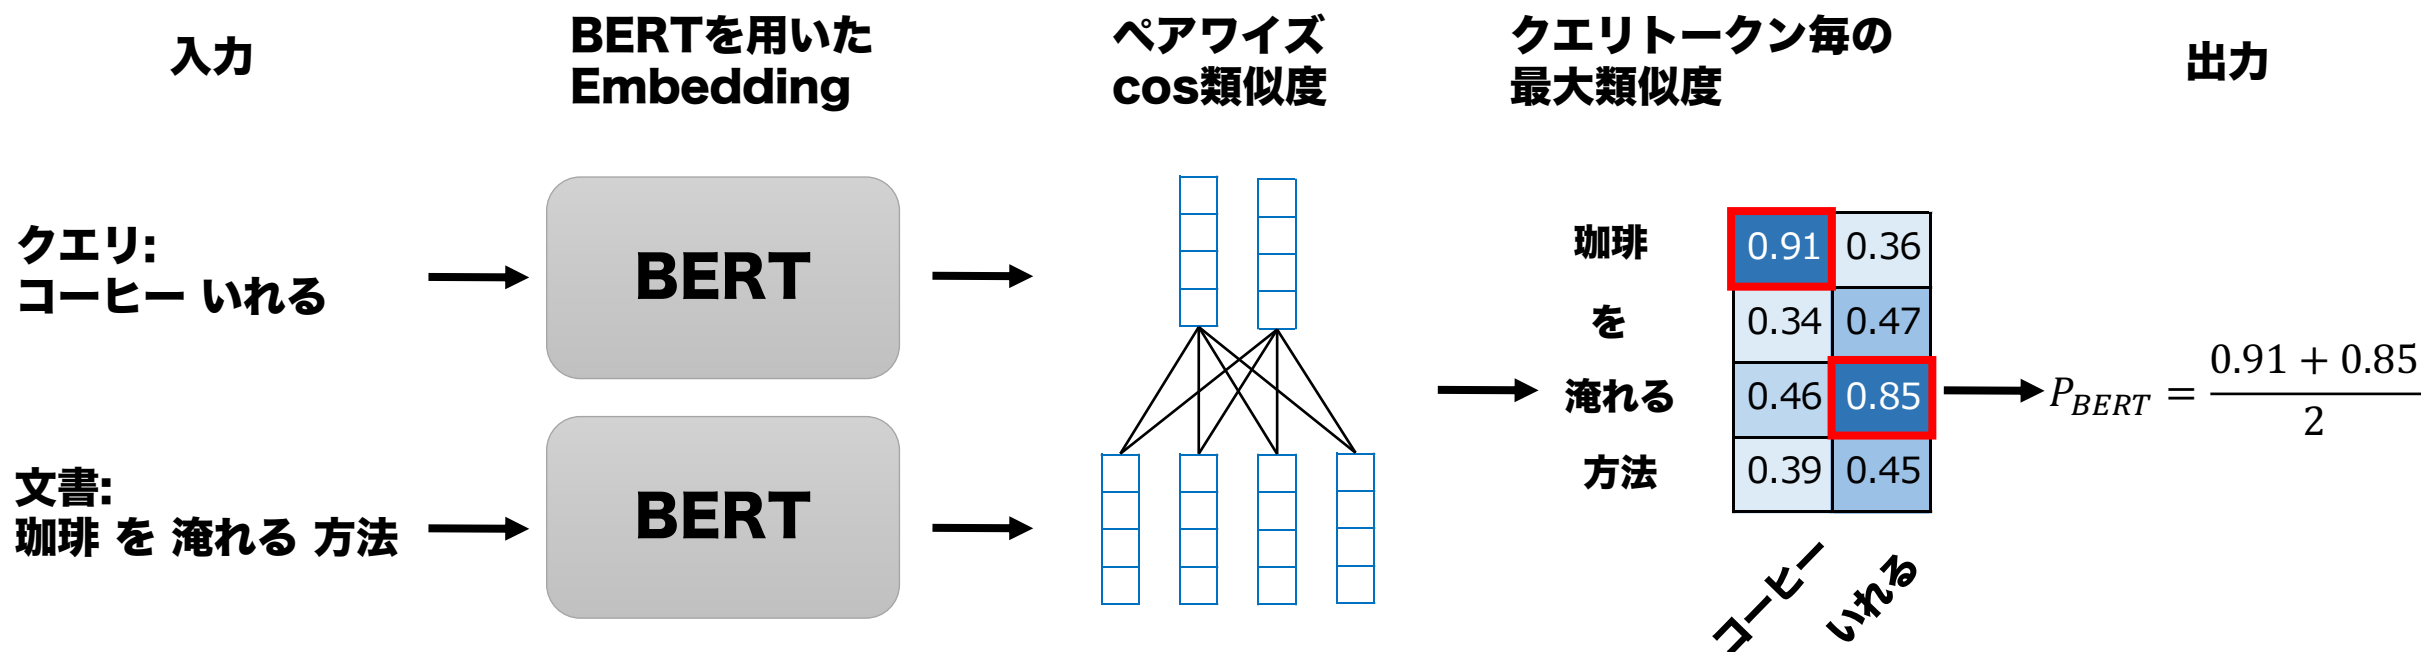 入力
BERTを用いた
Embedding
ペアワイズ
cos類似度
クエリトークン毎の
最大類似度
出力
クエリ:
コーヒー いれる
BERT
文書:
珈琲 を 淹れる 方法
BERT
珈琲 0.91 0.36
を 0.34 0.47
淹れる 0.46 0.85
方法 0.39 0.45
コーヒー いれる
P_BERT = (0.91 + 0.85) / 2